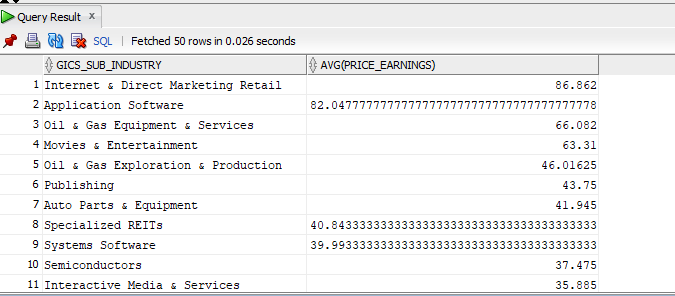 Query Result x
SQL | Fetched 50 rows in 0.026 seconds
GICS_SUB_INDUSTRY AVG(PRICE_EARNINGS)
1 Internet & Direct Marketing Retail 86.862
2 Application Software 82.0477777777777777777777777777777777778
3 Oil & Gas Equipment & Services 66.082
4 Movies & Entertainment 63.31
5 Oil & Gas Exploration & Production 46.01625
6 Publishing 43.75
7 Auto Parts & Equipment 41.945
8 Specialized REITs 40.8433333333333333333333333333333333333
9 Systems Software 39.9933333333333333333333333333333333333
10 Semiconductors 37.475
11 Interactive Media & Services 35.885